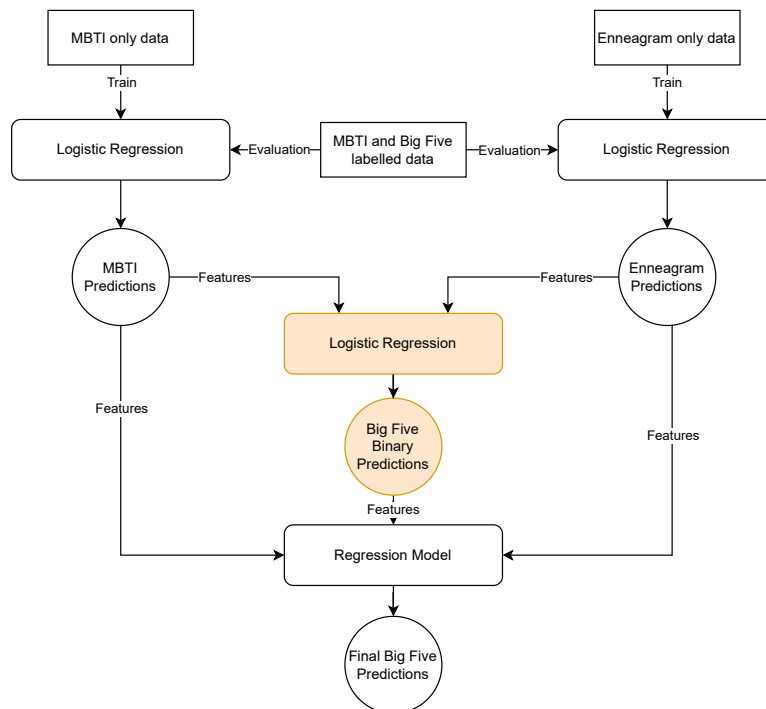 MBTI only data
Enneagram only data
Train
Train
Logistic Regression
Evaluation
MBTI and Big Five
labelled data
Evaluation
Logistic Regression
MBTI
Predictions
Features
Features
Enneagram
Predictions
Logistic Regression
Features
Big Five
Binary
Predictions
Features
Features
Regression Model
Final Big Five
Predictions